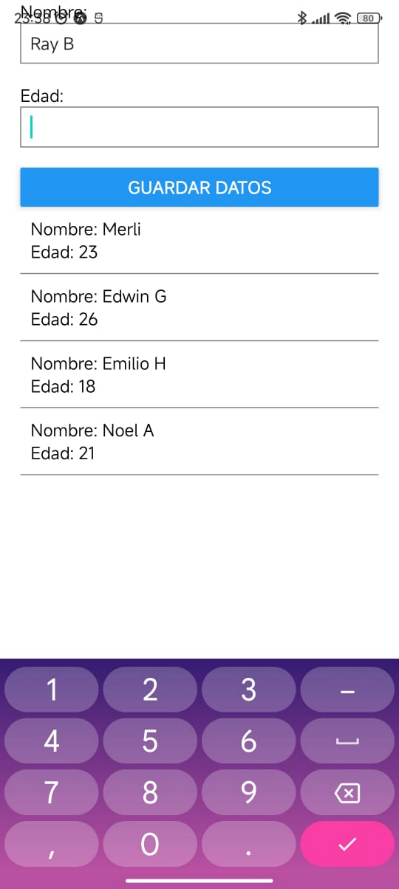 Nombre:
23:38
80
Ray B
Edad:
GUARDAR DATOS
Nombre: Merli
Edad: 23
Nombre: Edwin G
Edad: 26
Nombre: Emilio H
Edad: 18
Nombre: Noel A
Edad: 21
1 2 3 –
4 5 6
7 8 9
, 0 .